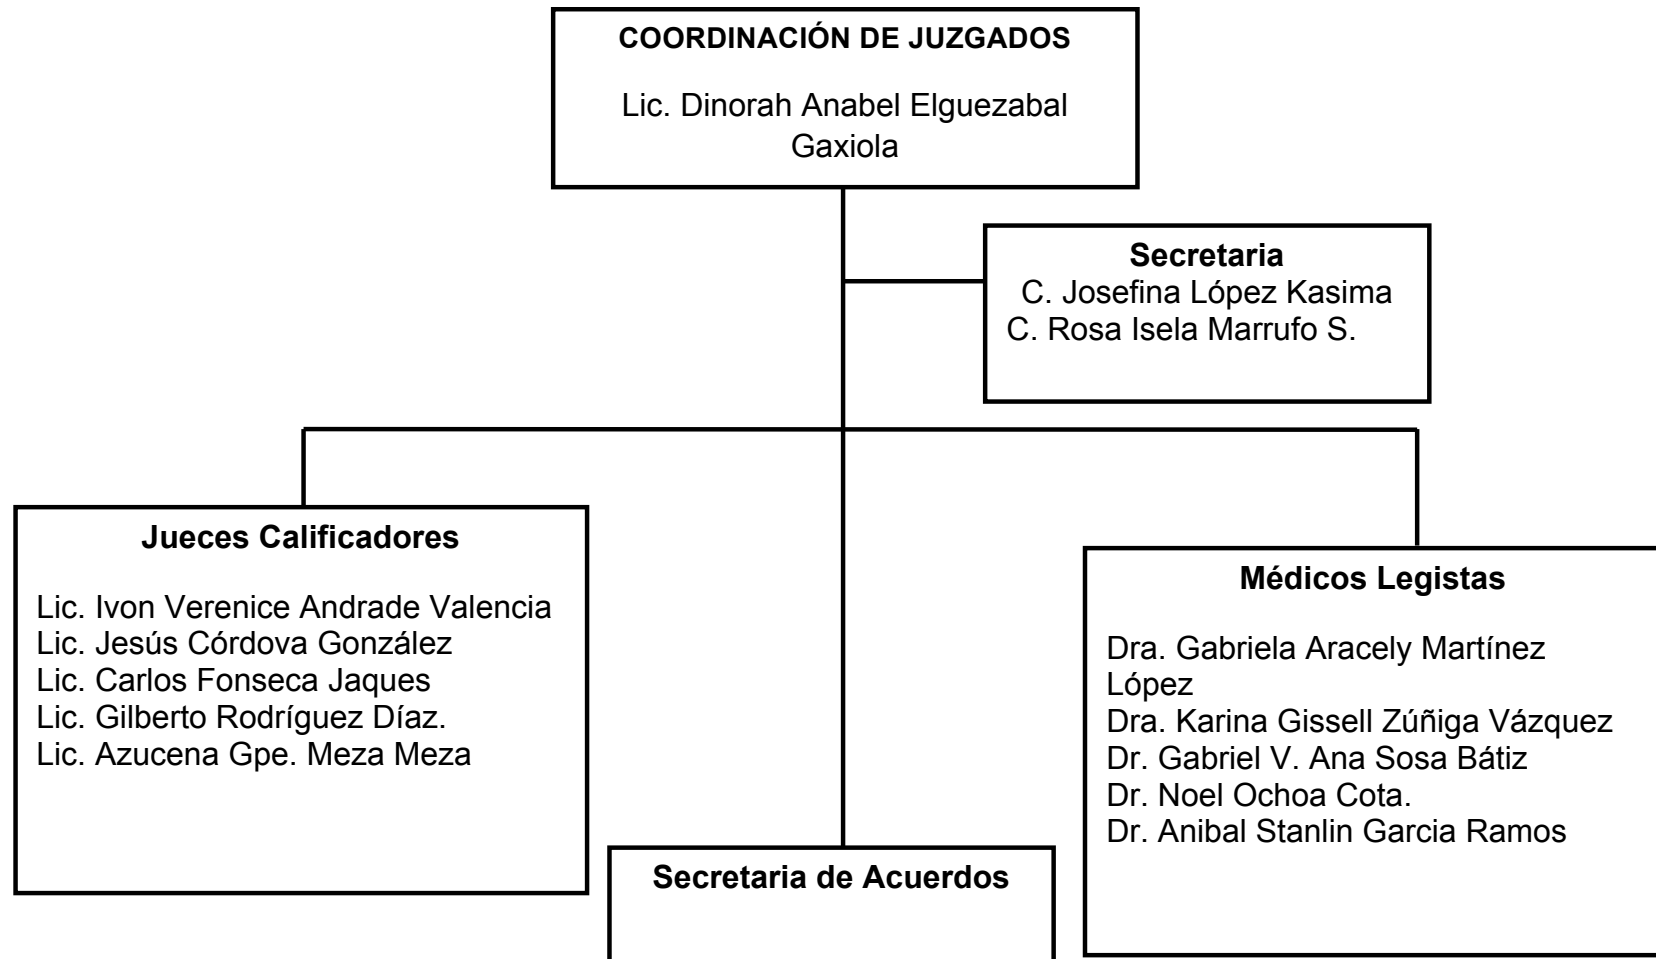 COORDINACIÓN DE JUZGADOS
Lic. Dinorah Anabel Elguezabal
Gaxiola
Secretaria
C. Josefina López Kasima
C. Rosa Isela Marrufo S.
Jueces Calificadores
Lic. Ivon Verenice Andrade Valencia
Lic. Jesús Córdova González
Lic. Carlos Fonseca Jaques
Lic. Gilberto Rodríguez Díaz.
Lic. Azucena Gpe. Meza Meza
Médicos Legistas
Dra. Gabriela Aracely Martínez
López
Dra. Karina Gissell Zúñiga Vázquez
Dr. Gabriel V. Ana Sosa Bátiz
Dr. Noel Ochoa Cota.
Dr. Anibal Stanlin Garcia Ramos
Secretaria de Acuerdos